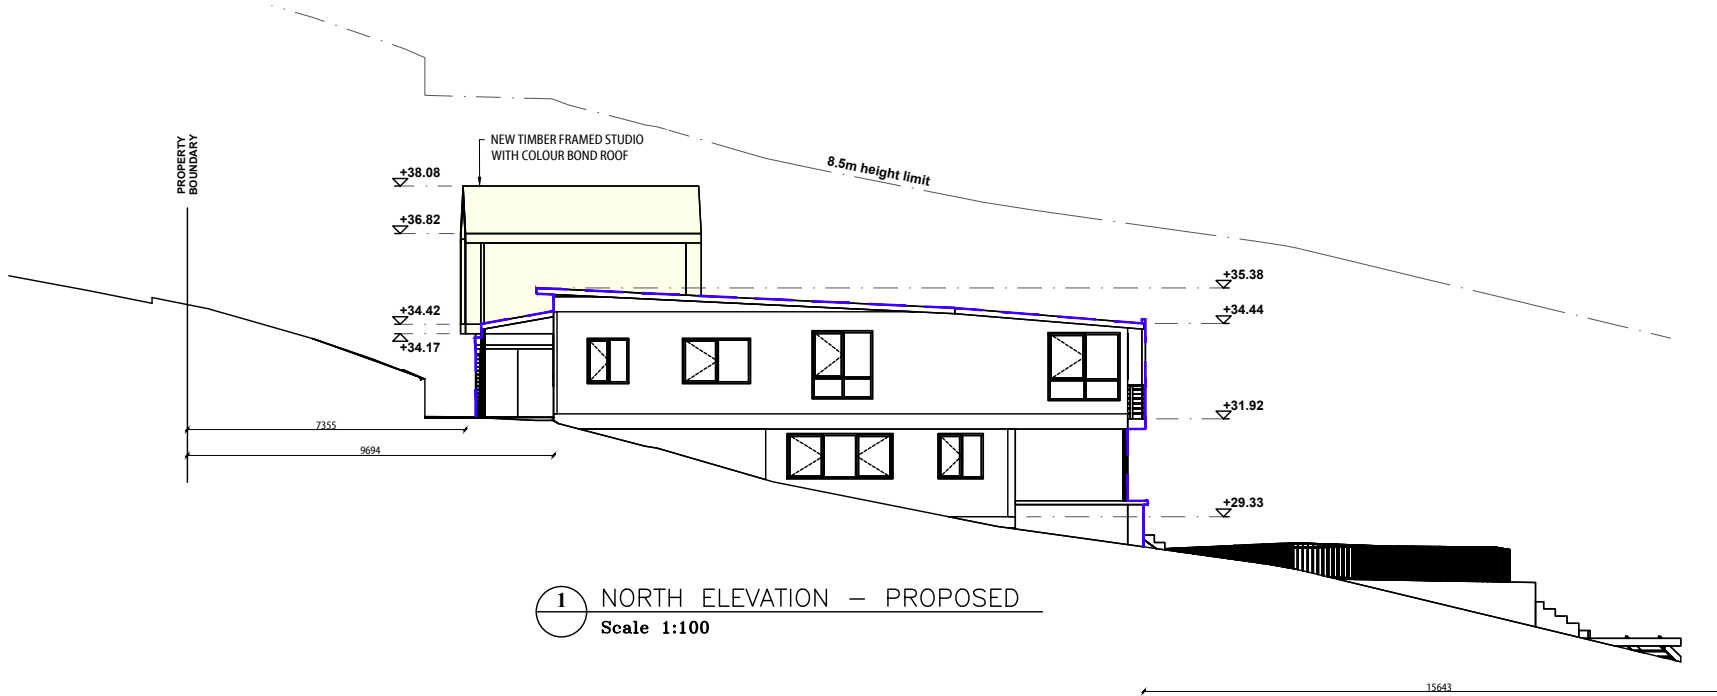 PROPERTY
BOUNDARY
NEW TIMBER FRAMED STUDIO
WITH COLOUR BOND ROOF
8.5m height limit
+38.08
+36.82
+35.38
+34.42
+34.44
+34.17
+31.92
7355
9694
+29.33
1 NORTH ELEVATION – PROPOSED
Scale 1:100
15643